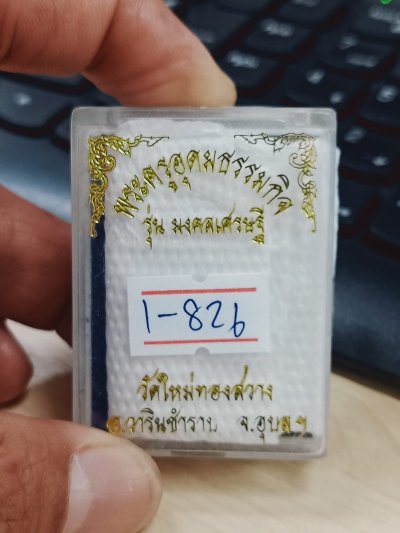 พระครูอุดมธรรมกิจ
รุ่น มงคลเศรษฐี
1-826
วัดใหม่ทองสว่าง
อ.วารินชำราบ จ.อุบลฯ